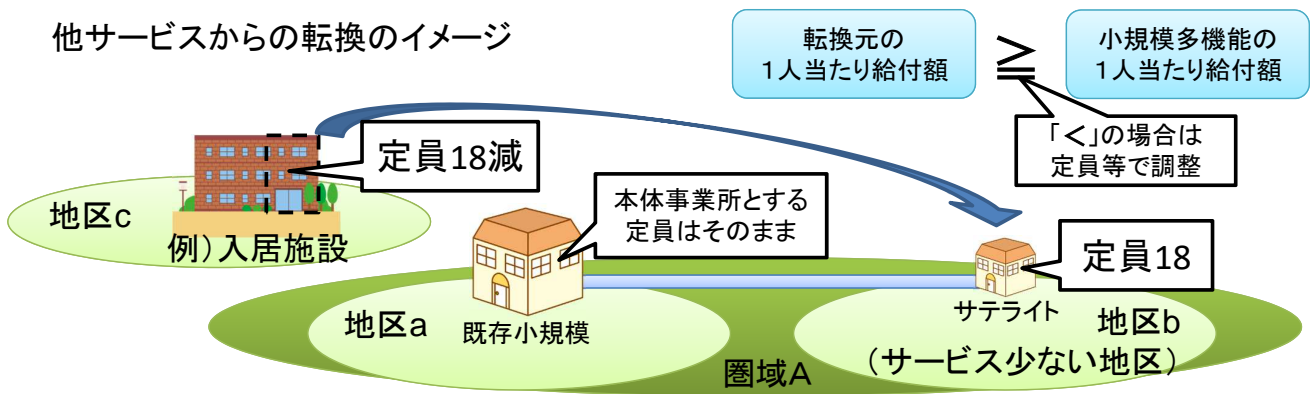 他サービスからの転換のイメージ
転換元の
１人当たり給付額
≧
小規模多機能の
１人当たり給付額
「＜」の場合は
定員等で調整
定員18減
地区c
例）入居施設
本体事業所とする
定員はそのまま
定員18
サテライト
地区a
既存小規模
地区b
（サービス少ない地区）
圏域A